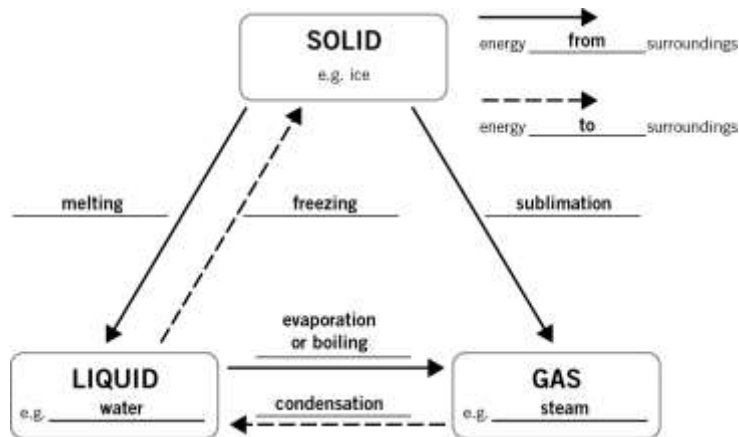 SOLID
e.g. ice
energy from surroundings
energy to surroundings
melting
freezing
sublimation
evaporation
or boiling
LIQUID
e.g. water
condensation
GAS
e.g. steam